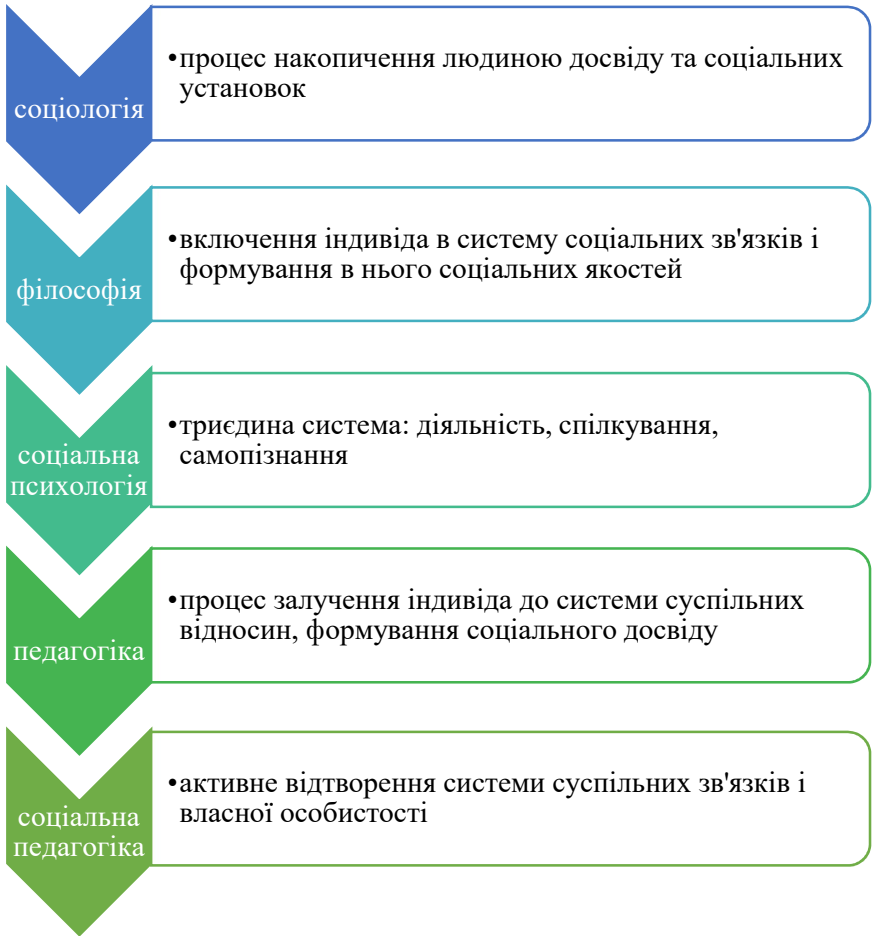 соціологія
•процес накопичення людиною досвіду та соціальних
установок
філософія
•включення індивіда в систему соціальних зв'язків і
формування в нього соціальних якостей
соціальна
психологія
•триєдина система: діяльність, спілкування,
самопізнання
педагогіка
•процес залучення індивіда до системи суспільних
відносин, формування соціального досвіду
соціальна
педагогіка
•активне відтворення системи суспільних зв'язків і
власної особистості